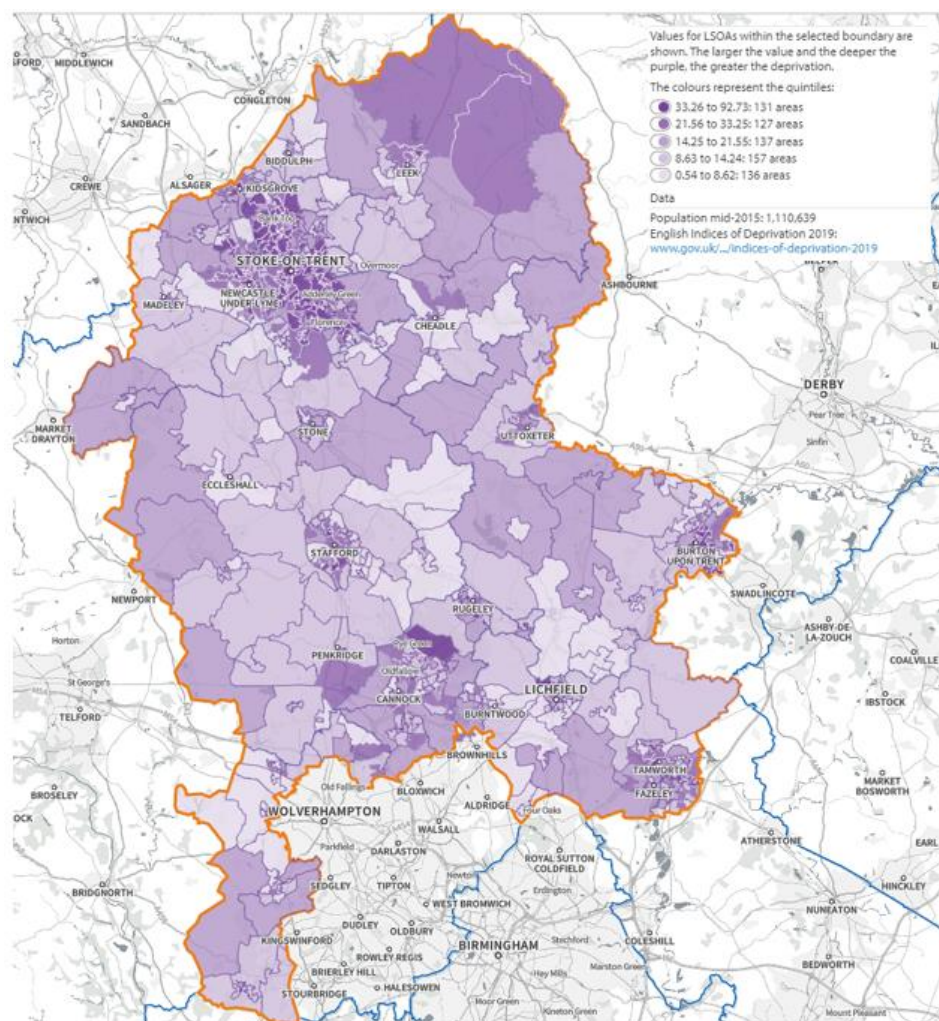 Values for LSOAs within the selected boundary are
shown. The larger the value and the deeper the
purple, the greater the deprivation.
The colours represent the quintiles:
33.26 to 92.73: 131 areas
21.56 to 33.25: 127 areas
14.25 to 21.55: 137 areas
8.63 to 14.24: 157 areas
0.54 to 8.62: 136 areas
Data
Population mid-2015: 1,110,639
English Indices of Deprivation 2019:
www.gov.uk/.../indices-of-deprivation-2019
MIDDLEWICH
CONGLETON
SANDBACH
BIDDULPH
LEEK
CREWE
ALSAGER
KIDSGROVE
NTWICH
STOKE-ON-TRENT
Overmoor
ASHBOURNE
NEWCASTLE
UNDER LYME
Adderley Green
MADELEY
Florence
CHEADLE
DERBY
Pear Tree
Sinfin
MARKET
DRAYTON
STONE
UTTOXETER
ECCLESHALL
STAFFORD
BURTON
UPON TRENT
NEWPORT
SWADLINCOTE
RUGELEY
ASHBY-DE
LA-ZOUCH
Horton
Pye Green
PENKRIDGE
COALVILLE
Oldfallow
St George's
CANNOCK
LICHFIELD
IBSTOCK
TELFORD
BURNTWOOD
BROWNHILLS
TAMWORTH
FAZELEY
MARKET
BOSWORTH
Old Fallings
BLOXWICH
BROSELEY
ALDRIDGE
Four Oaks
OCK
WOLVERHAMPTON
WALSALL
ATHERSTONE
EARL
Parkfield
DARLASTON
ROYAL SUTTON
COLDFIELD
BRIDGNORTH
SEDGLEY
TIPTON
Erdington
HINCKLEY
WEST BROMWICH
NUNEATON
DUDLEY
OLDBURY
KINGSWINFORD
BIRMINGHAM
Stechford
COLESHILL
ROWLEY REGIS
BEDWORTH
BRIERLEY HILL
Hay Mills
Marston Green
STOURBRIDGE
HALESOWEN
Moor Green
Kineton Green
Mount Pleasant